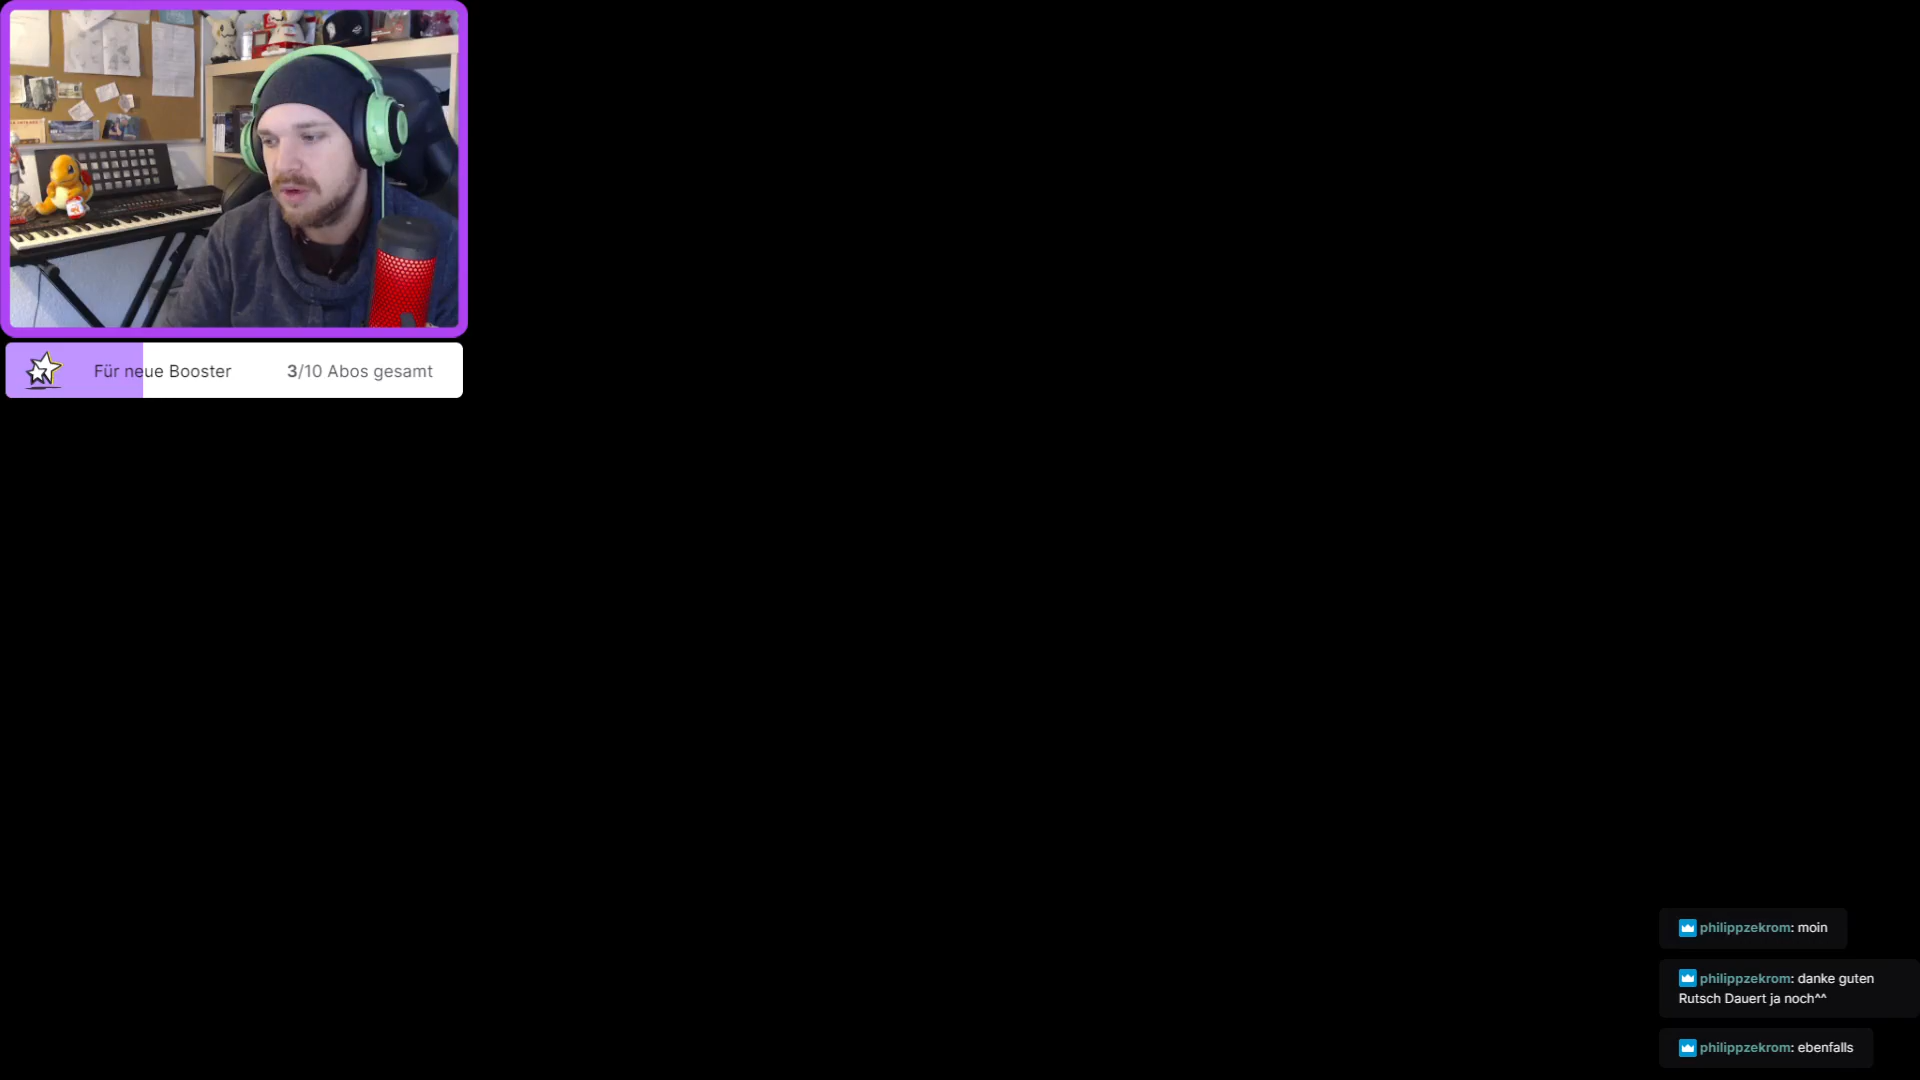 Für neue Booster 3/10 Abos gesamt
philippzekrom: moin
philippzekrom: danke guten
Rutsch Dauert ja noch^^
philippzekrom: ebenfalls